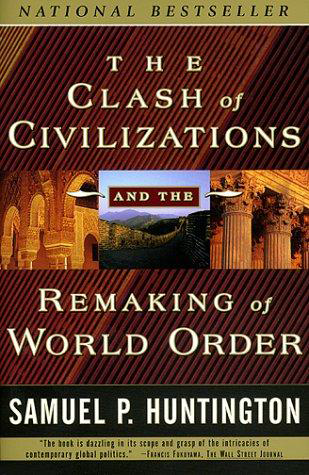 NATIONAL BESTSELLER
THE
CLASH of
CIVILIZATIONS
AND THE
REMAKING of
WORLD ORDER
SAMUEL P. HUNTINGTON
"The book is dazzling in its scope and grasp of the intricacies of
contemporary global politics." —FRANCIS FUKUYAMA, THE WALL STREET JOURNAL